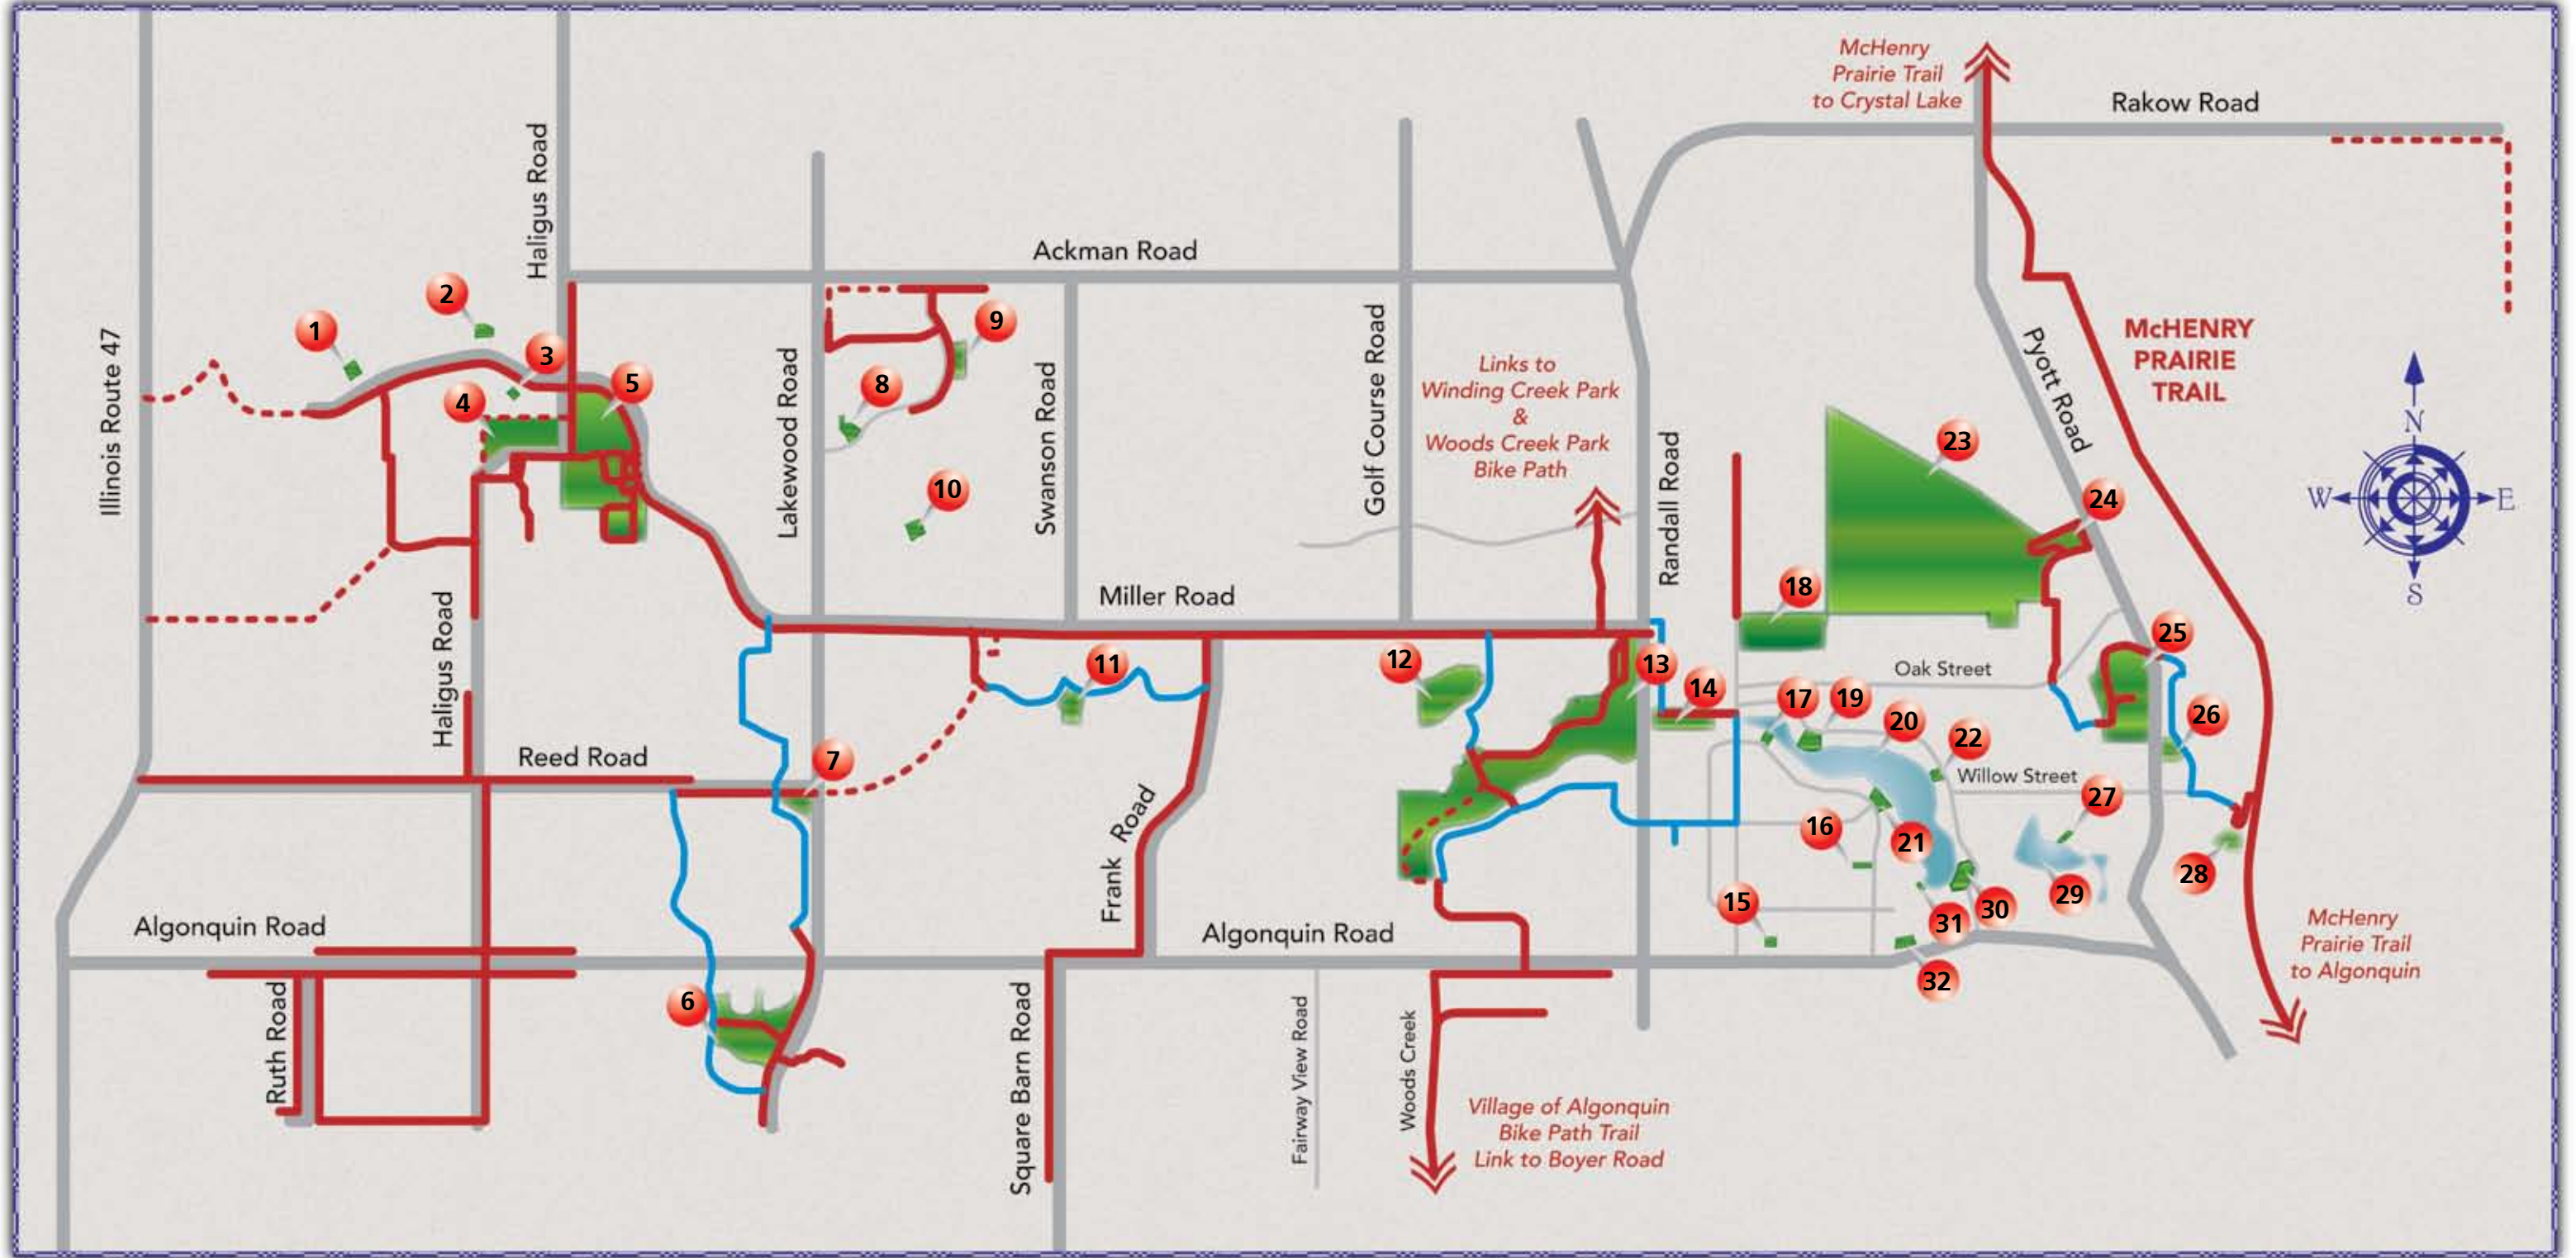 McHenry
Prairie Trail
to Crystal Lake
Rakow Road
Haligus Road
Ackman Road
Illinois Route 47
Lakewood Road
Swanson Road
Golf Course Road
Links to
Winding Creek Park
&
Woods Creek Park
Bike Path
Randall Road
Pyott Road
McHENRY
PRAIRIE
TRAIL
N
W
E
S
1
2
3
4
5
8
9
10
23
24
18
Miller Road
Haligus Road
11
12
13
14
Oak Street
25
17
19
20
22
26
Reed Road
7
Willow Street
27
16
21
28
29
15
30
31
32
Frank Road
Algonquin Road
Algonquin Road
6
Ruth Road
Square Barn Road
Fairway View Road
Woods Creek
McHenry
Prairie Trail
to Algonquin
Village of Algonquin
Bike Path Trail
Link to Boyer Road